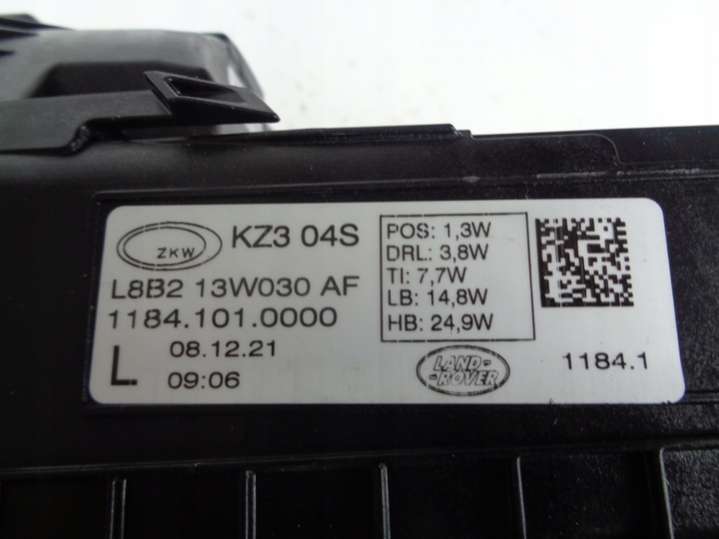 ZKW KZ3 04S
L8B2 13W030 AF
1184.101.0000
L 08.12.21
09:06
POS: 1,3W
DRL: 3,8W
TI: 7,7W
LB: 14,8W
HB: 24,9W
LAND-
-ROVER
1184.1